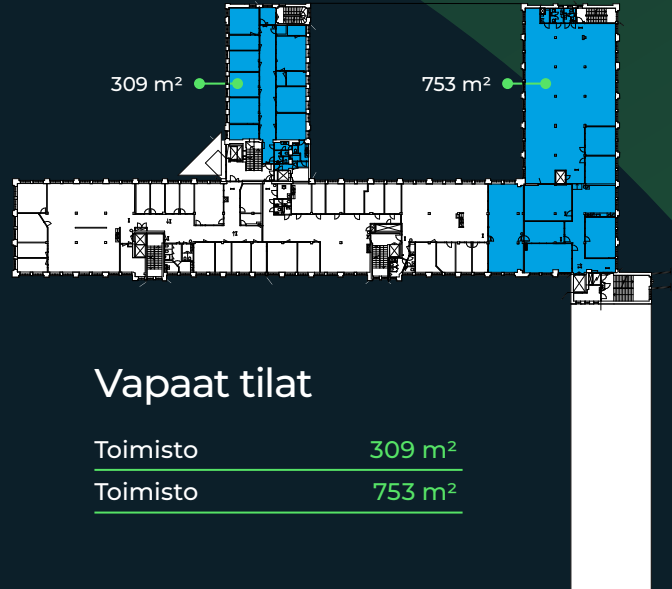 309 m²
753 m²
Vapaat tilat
Toimisto 309 m²
Toimisto 753 m²